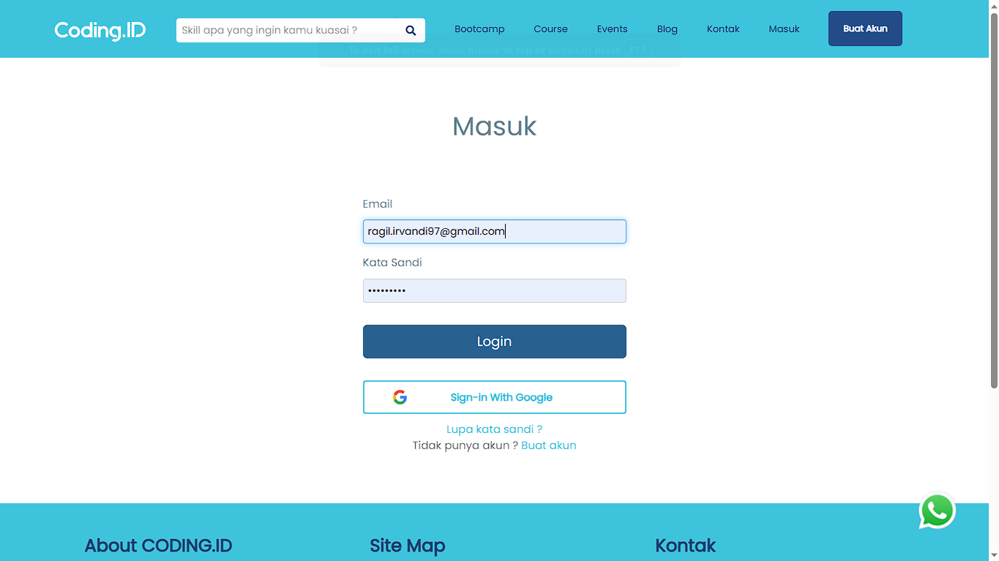 Coding.ID
Skill apa yang ingin kamu kuasai ?
Bootcamp
Course
Events
Blog
Kontak
Masuk
Buat Akun
To exit full screen, move mouse to top of screen or press F11
Masuk
Email
ragil.irvandi97@gmail.com
Kata Sandi
•••••••••
Login
Sign-in With Google
Lupa kata sandi ?
Tidak punya akun ? Buat akun
About CODING.ID
Site Map
Kontak